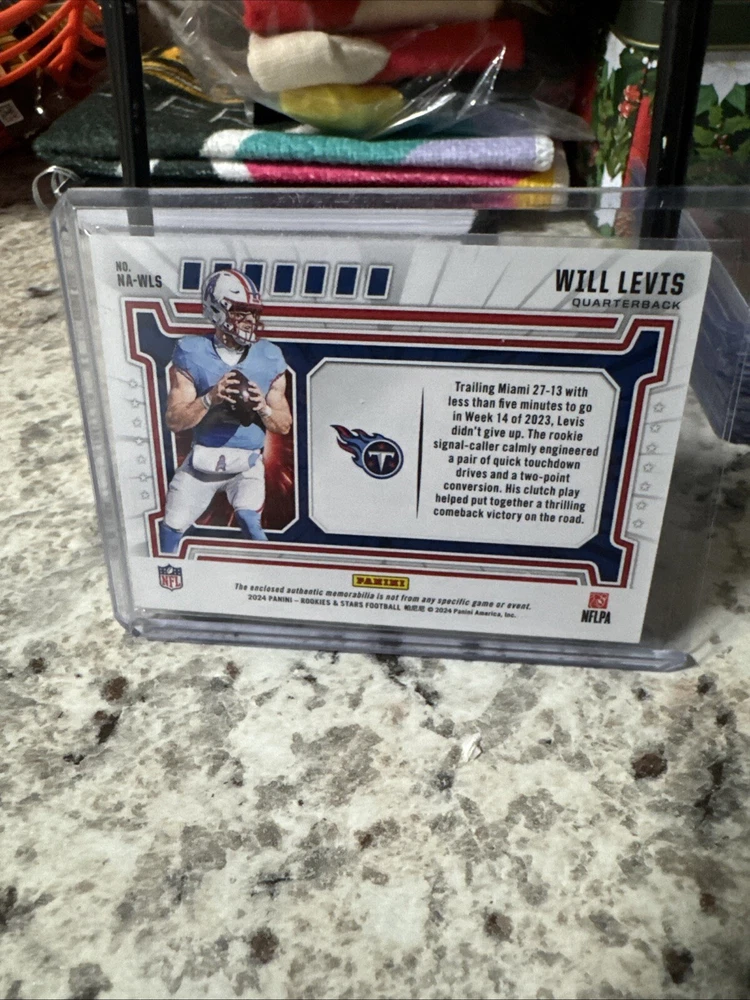 NO.
NA-WLS
WILL LEVIS
QUARTERBACK
Trailing Miami 27-13 with
less than five minutes to go
in Week 14 of 2023, Levis
didn't give up. The rookie
signal-caller calmly engineered
a pair of quick touchdown
drives and a two-point
conversion. His clutch play
helped put together a thrilling
comeback victory on the road.
T
NFL
PANINI
The enclosed authentic memorabilia is not from any specific game or event.
2024 PANINI – ROOKIES & STARS FOOTBALL 帕尼尼 © 2024 Panini America, Inc.
NFLPA